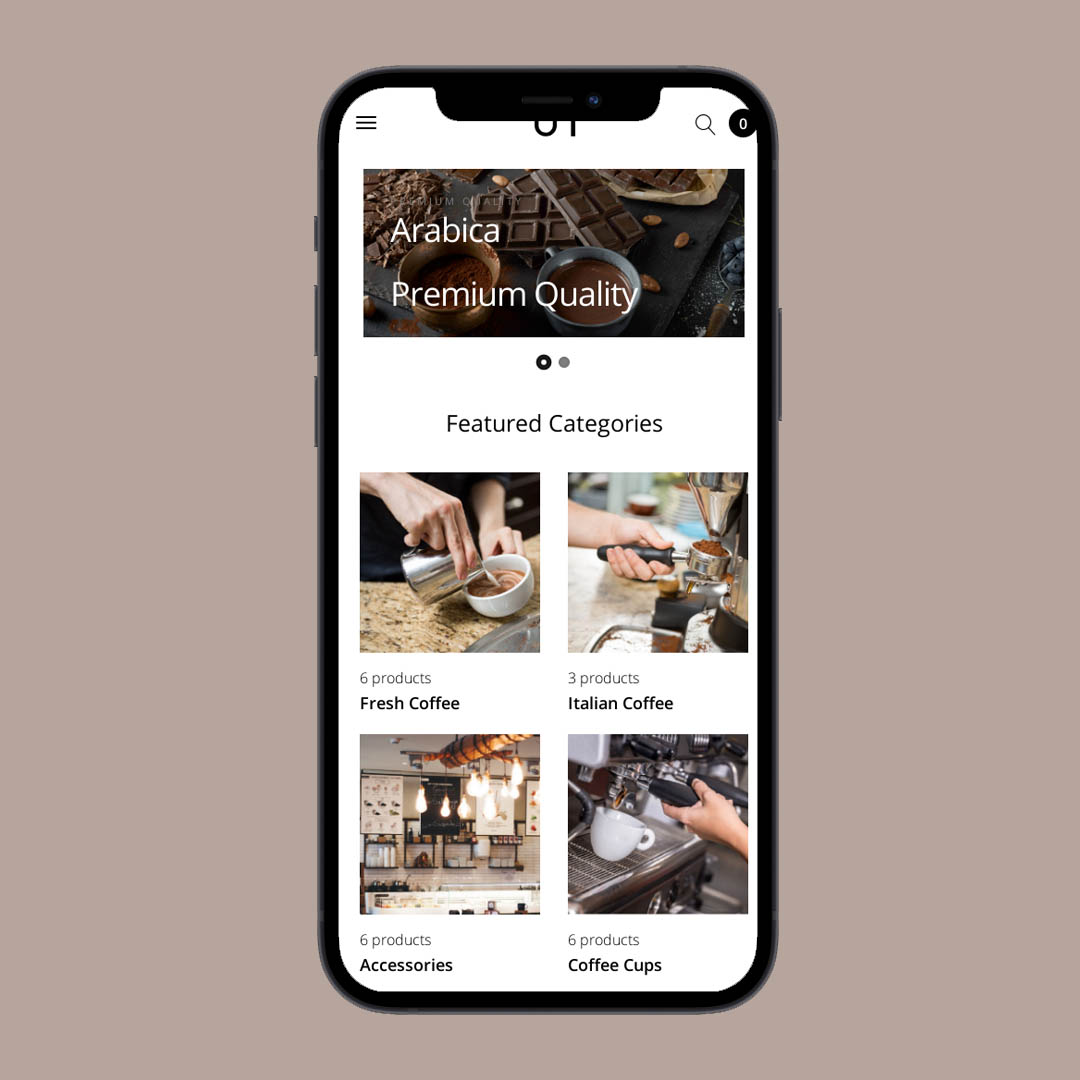 0
PREMIUM QUALITY
Arabica
Premium Quality
Featured Categories
6 products
Fresh Coffee
3 products
Italian Coffee
6 products
Accessories
6 products
Coffee Cups